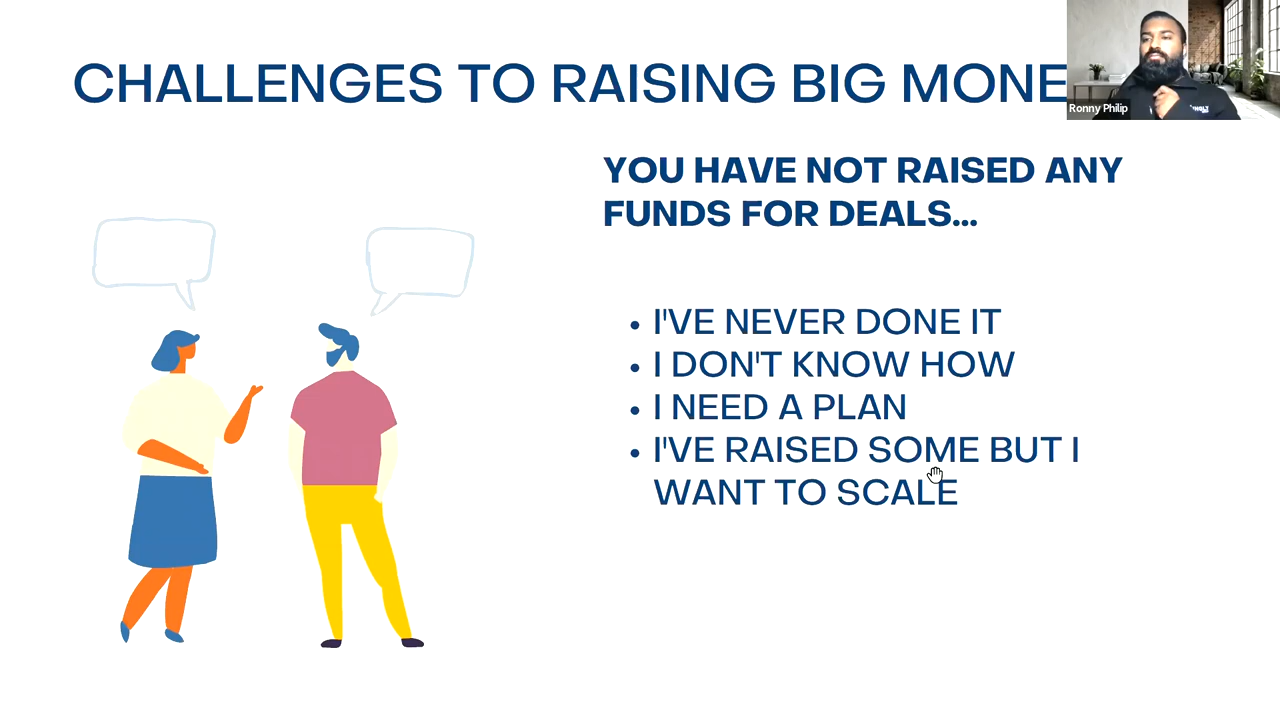 CHALLENGES TO RAISING BIG MONE
Ronny Philip
YOU HAVE NOT RAISED ANY
FUNDS FOR DEALS...
• I'VE NEVER DONE IT
• I DON'T KNOW HOW
• I NEED A PLAN
• I'VE RAISED SOME BUT I
WANT TO SCALE